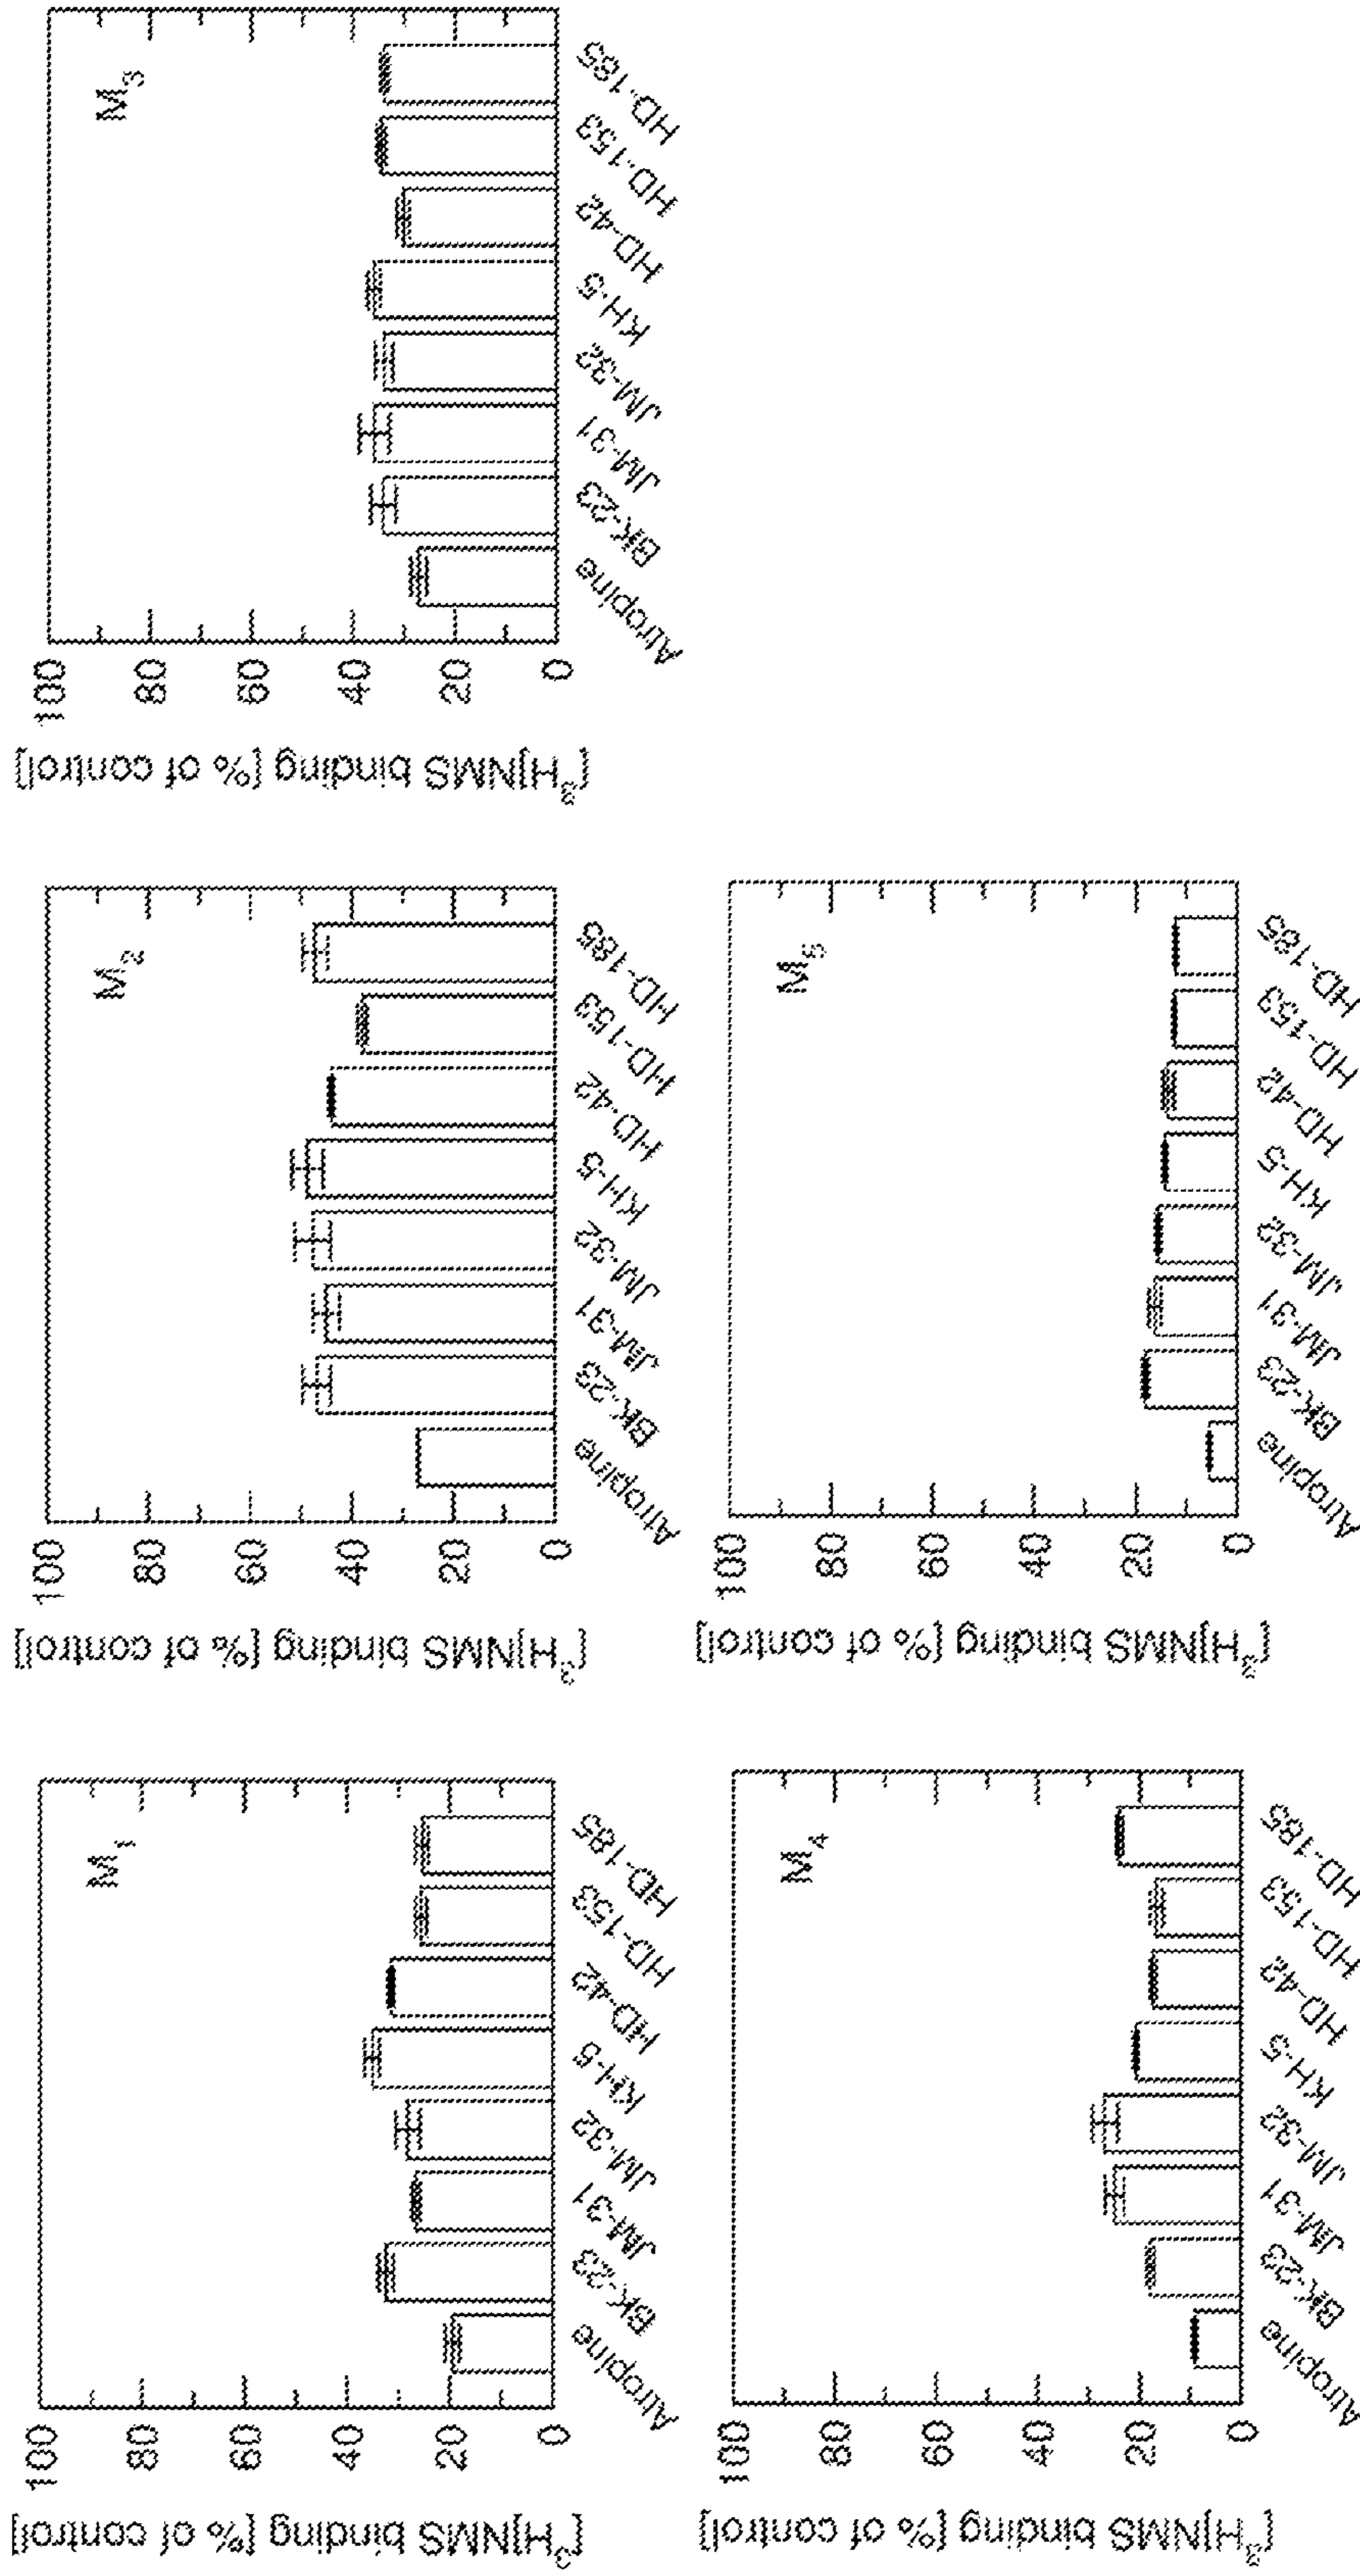 [³H]NMS binding [% of control]
100
80
60
40
20
0
M₁
Atropine
BK-23
JM-31
JM-32
KH-5
HD-42
HD-153
HD-185
[³H]NMS binding [% of control]
100
80
60
40
20
0
M₂
Atropine
BK-23
JM-31
JM-32
KH-5
HD-42
HD-153
HD-185
[³H]NMS binding [% of control]
100
80
60
40
20
0
M₃
Atropine
BK-23
JM-31
JM-32
KH-5
HD-42
HD-153
HD-185
[³H]NMS binding [% of control]
100
80
60
40
20
0
M₄
Atropine
BK-23
JM-31
JM-32
KH-5
HD-42
HD-153
HD-185
[³H]NMS binding [% of control]
100
80
60
40
20
0
M₅
Atropine
BK-23
JM-31
JM-32
KH-5
HD-42
HD-153
HD-185